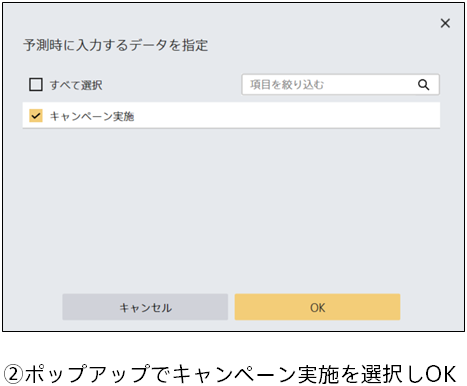 予測時に入力するデータを指定
すべて選択
項目を絞り込む
キャンペーン実施
キャンセル
OK
②ポップアップでキャンペーン実施を選択しOK